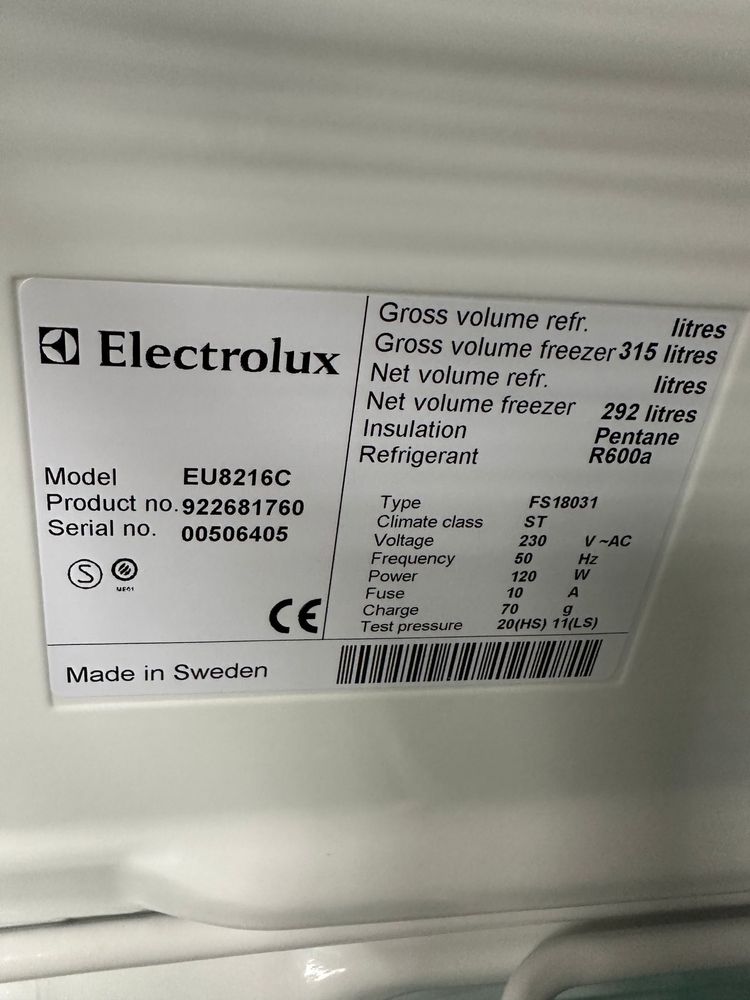 Electrolux
Model EU8216C
Product no. 922681760
Serial no. 00506405
S
CE
Made in Sweden
Gross volume refr. litres
Gross volume freezer 315 litres
Net volume refr. litres
Net volume freezer 292 litres
Insulation Pentane
Refrigerant R600a
Type FS18031
Climate class ST
Voltage 230 V ~AC
Frequency 50 Hz
Power 120 W
Fuse 10 A
Charge 70 g
Test pressure 20(HS) 11(LS)